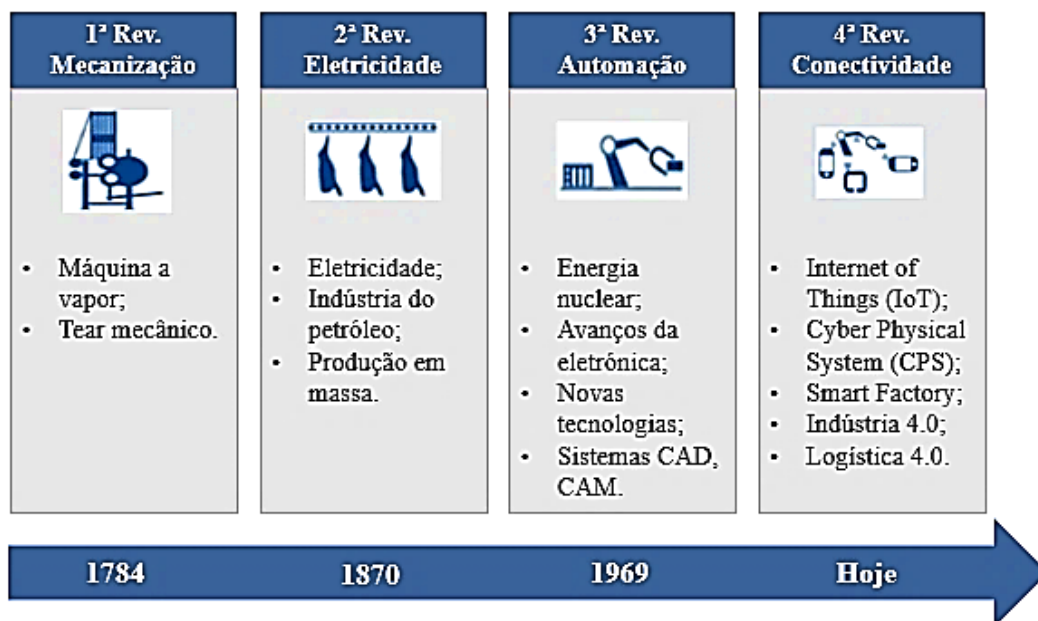 1ª Rev.
Mecanização
Máquina a
vapor;
Tear mecânico.
2ª Rev.
Eletricidade
Eletricidade;
Indústria do
petróleo;
Produção em
massa.
3ª Rev.
Automação
Energia
nuclear;
Avanços da
eletrónica;
Novas
tecnologias;
Sistemas CAD,
CAM.
4ª Rev.
Conectividade
Internet of
Things (IoT);
Cyber Physical
System (CPS);
Smart Factory;
Indústria 4.0;
Logística 4.0.
1784
1870
1969
Hoje